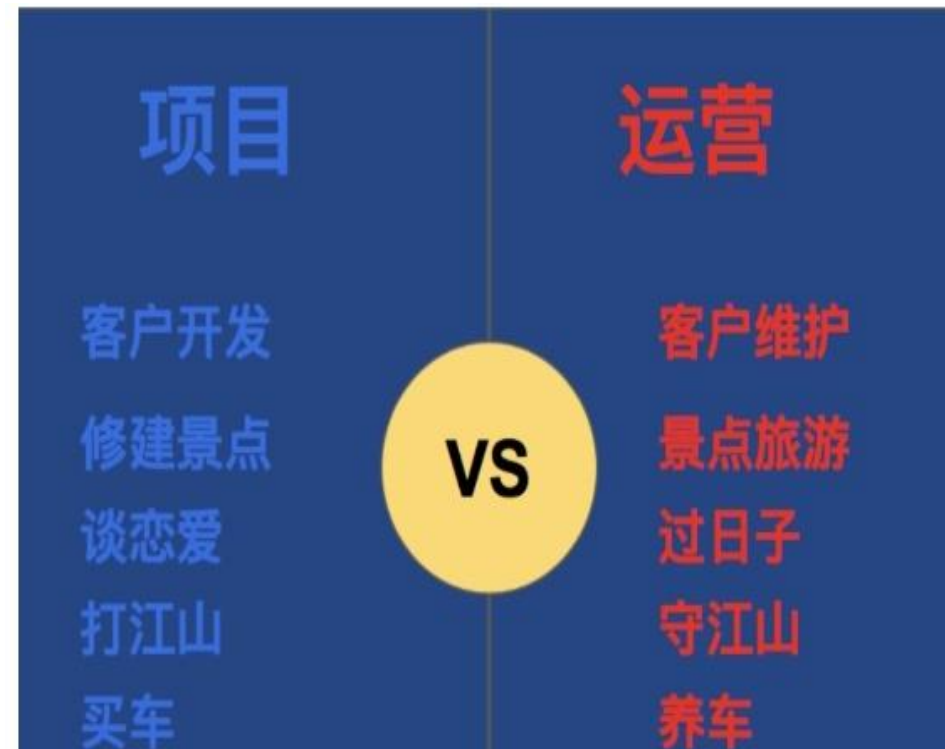 项目
运营
客户开发
客户维护
修建景点
景点旅游
VS
谈恋爱
过日子
打江山
守江山
买车
养车